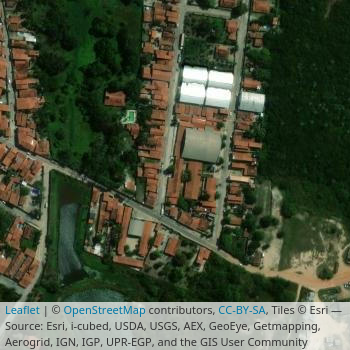 Leaflet | © OpenStreetMap contributors, CC-BY-SA, Tiles © Esri —
Source: Esri, i-cubed, USDA, USGS, AEX, GeoEye, Getmapping,
Aerogrid, IGN, IGP, UPR-EGP, and the GIS User Community